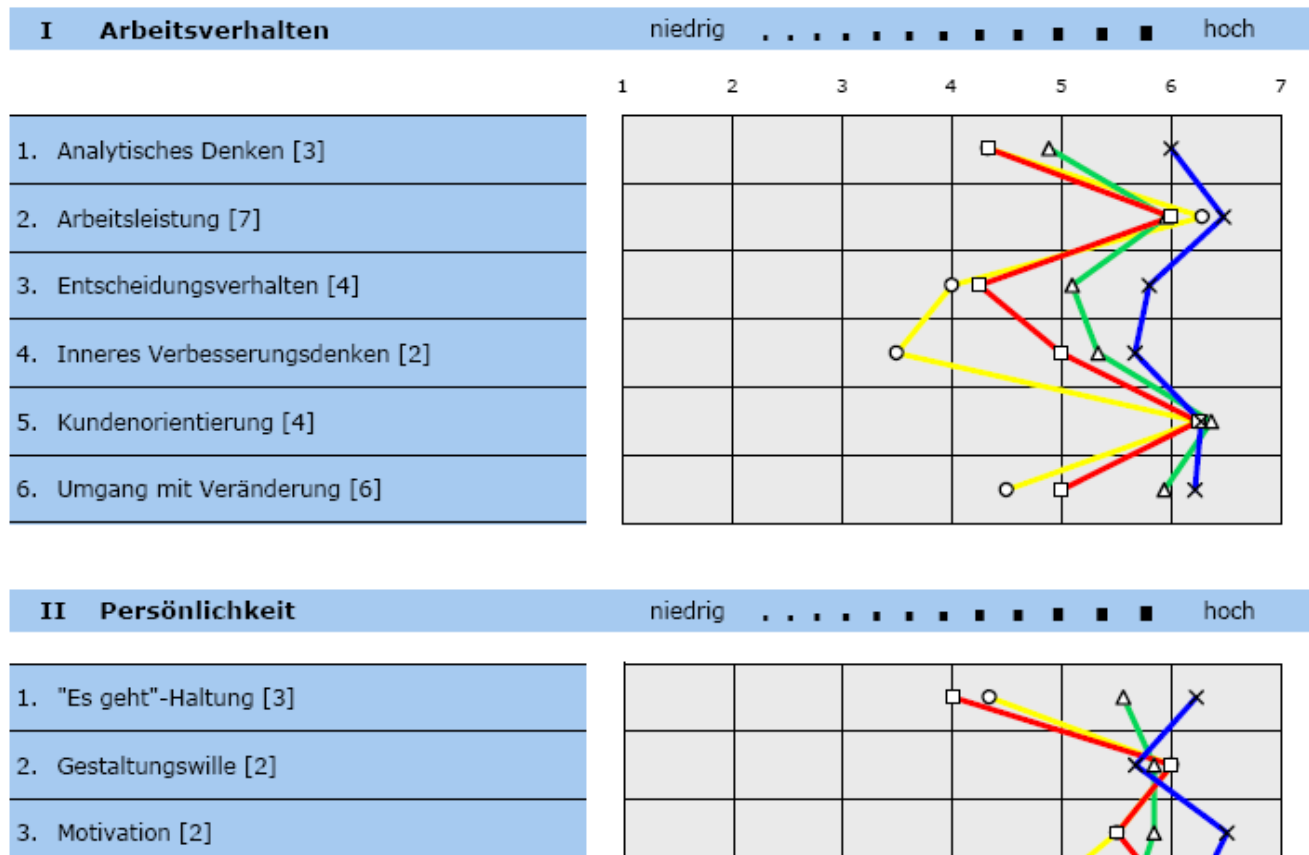 I Arbeitsverhalten niedrig hoch
1 2 3 4 5 6 7
1. Analytisches Denken [3]
2. Arbeitsleistung [7]
3. Entscheidungsverhalten [4]
4. Inneres Verbesserungsdenken [2]
5. Kundenorientierung [4]
6. Umgang mit Veränderung [6]
II Persönlichkeit niedrig hoch
1. "Es geht"-Haltung [3]
2. Gestaltungswille [2]
3. Motivation [2]